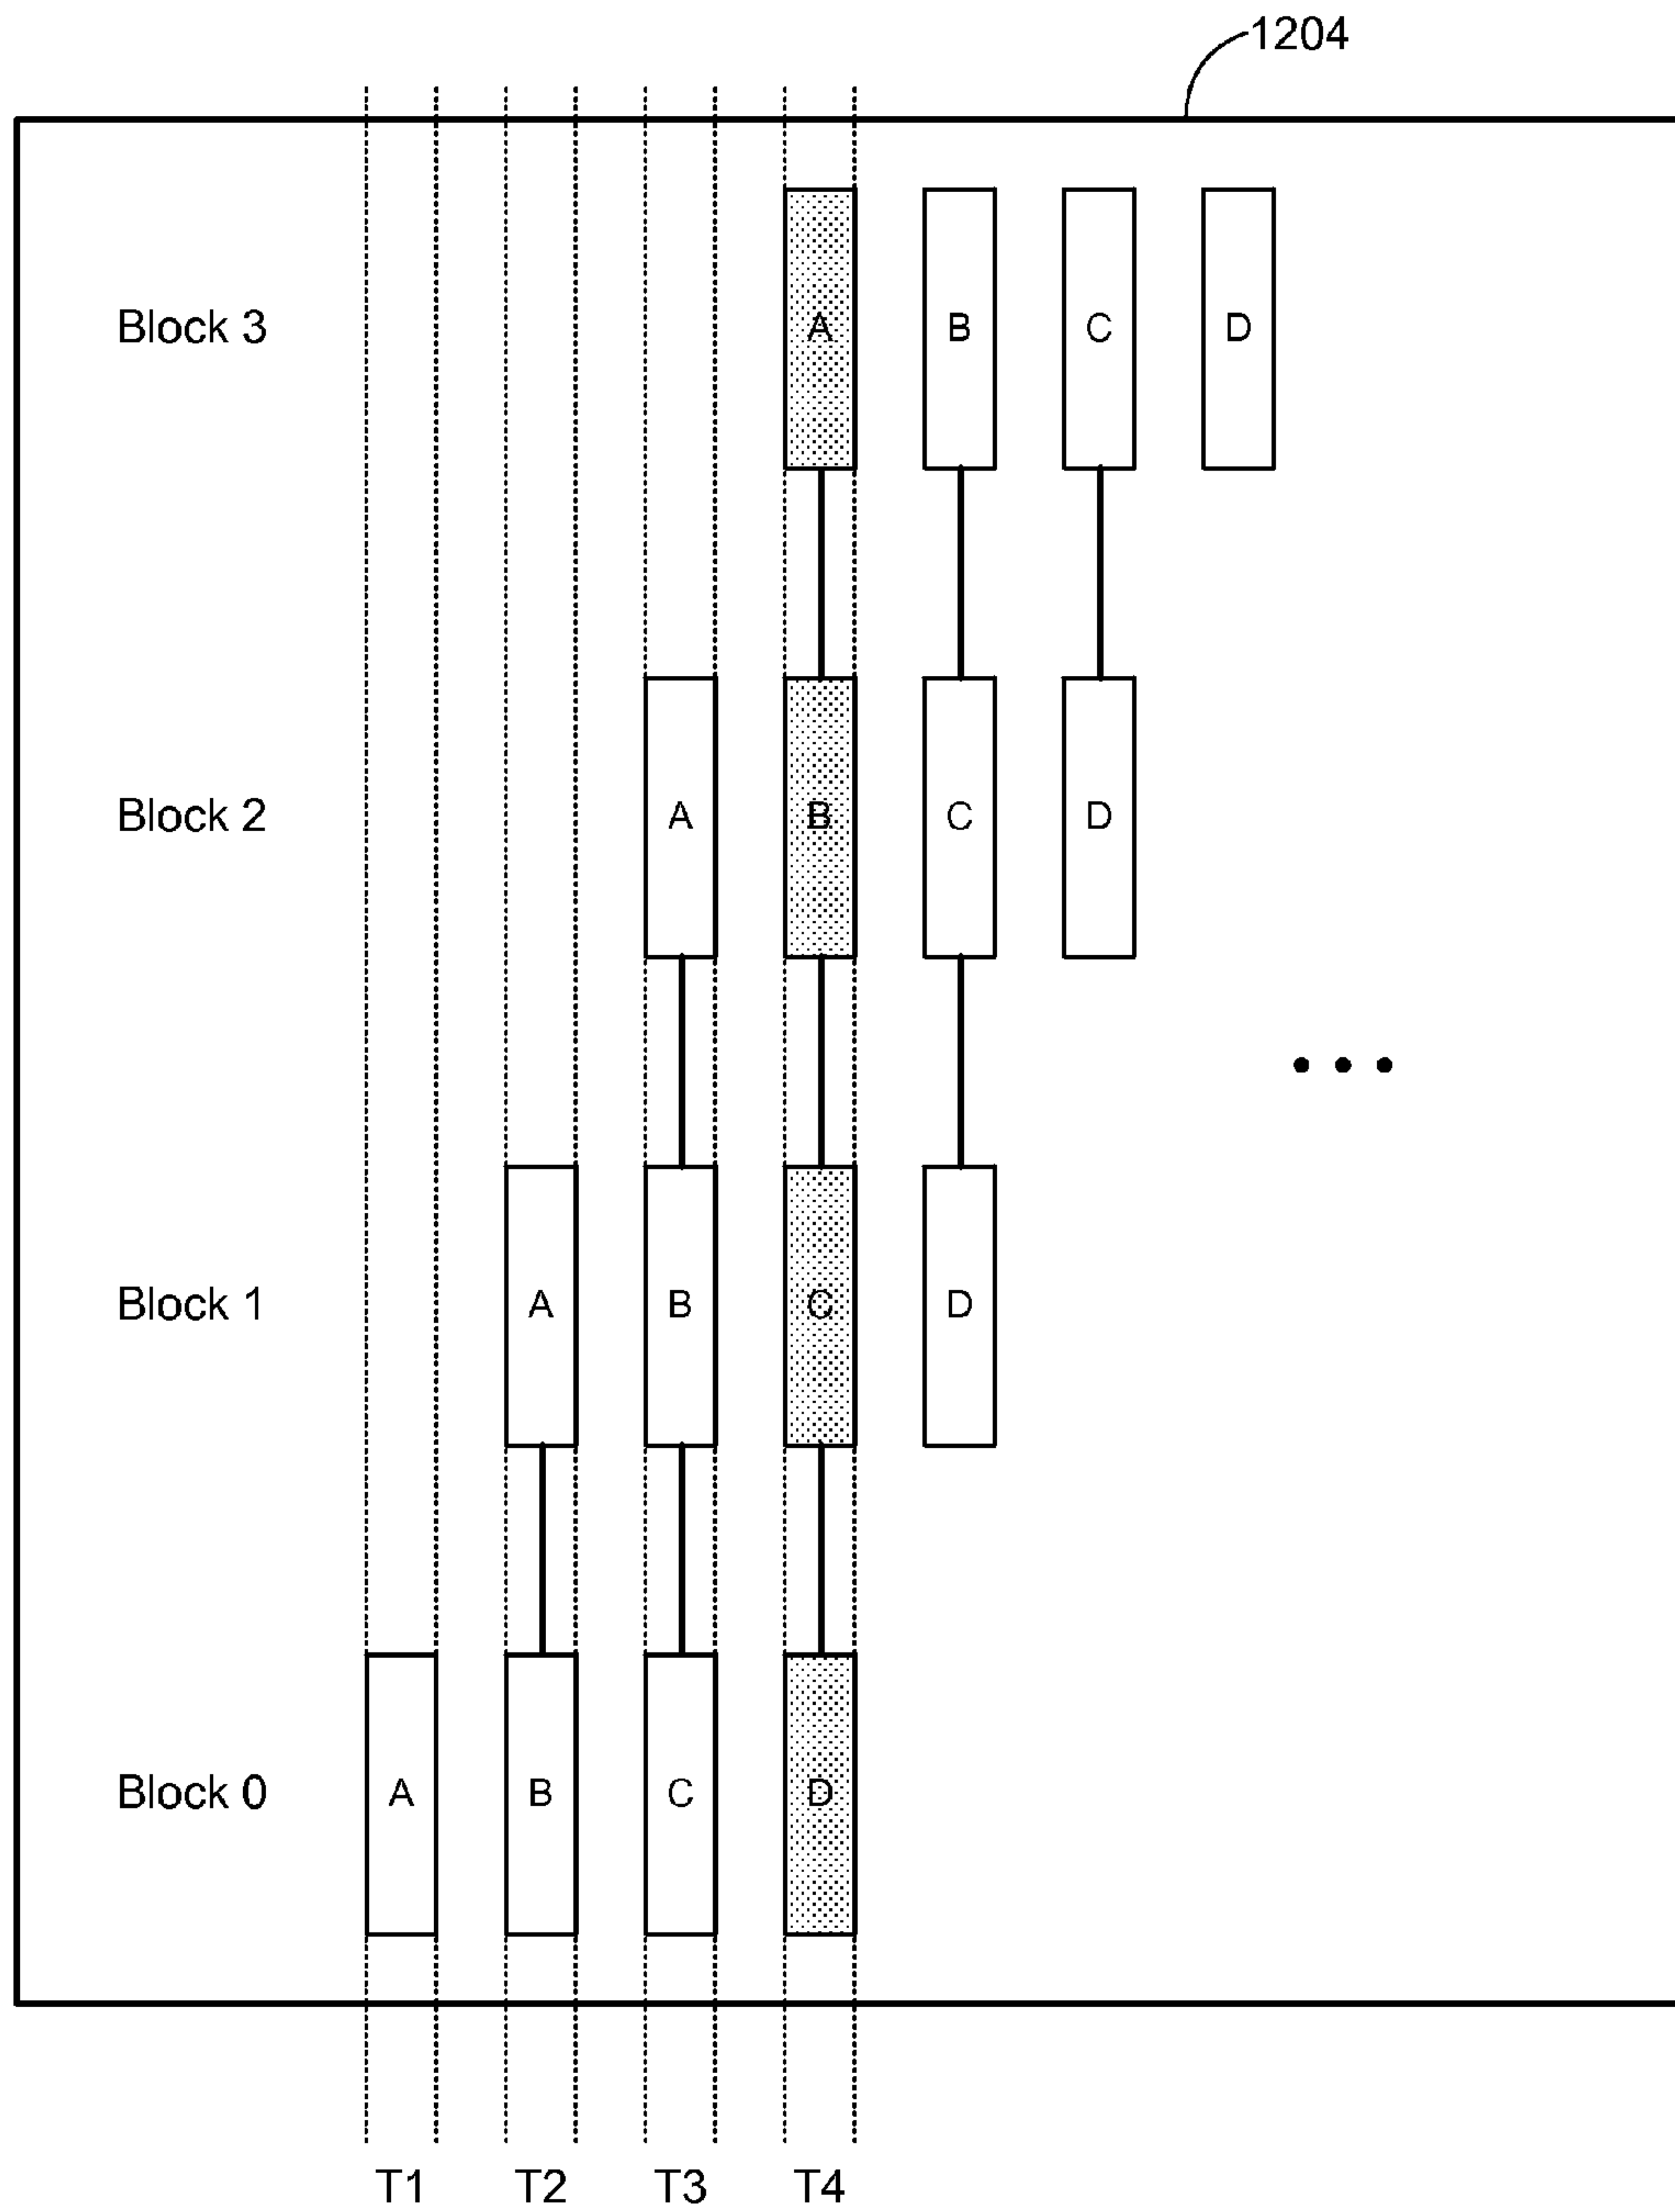 1204
Block 3 A B C D
Block 2 A B C D
Block 1 A B C D
Block 0 A B C D
T1 T2 T3 T4